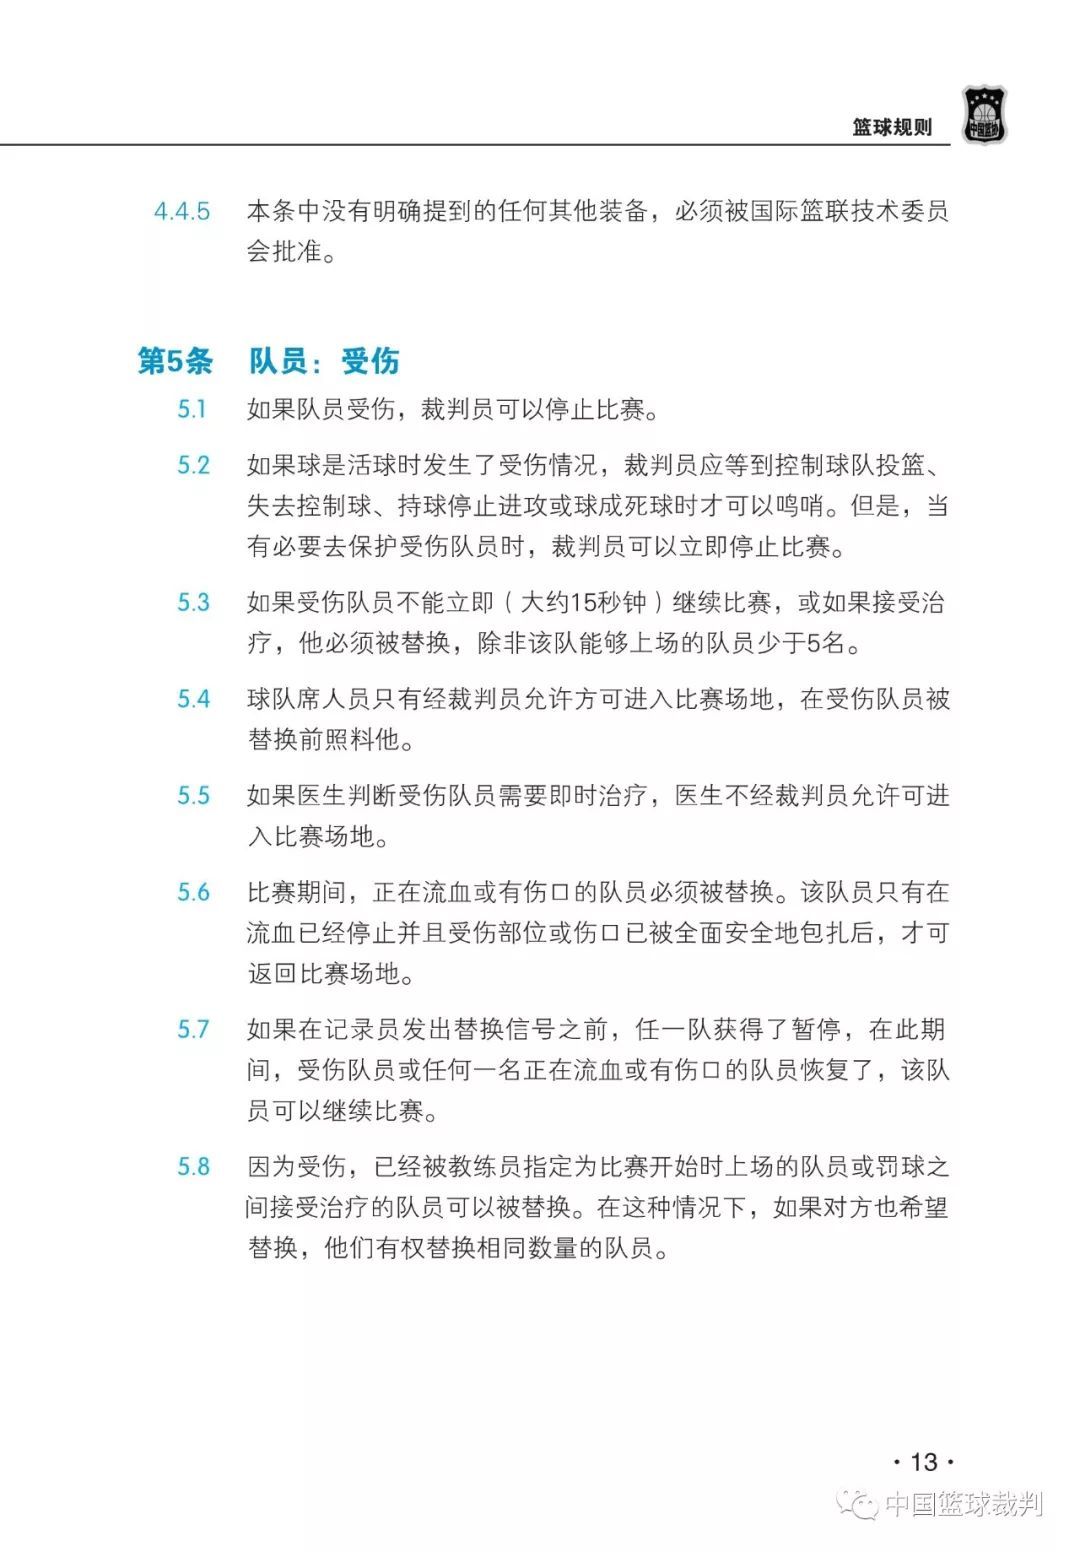 篮球规则
中国篮协
4.4.5 本条中没有明确提到的任何其他装备，必须被国际篮联技术委员
会批准。
第5条 队员：受伤
5.1 如果队员受伤，裁判员可以停止比赛。
5.2 如果球是活球时发生了受伤情况，裁判员应等到控制球队投篮、
失去控制球、持球停止进攻或球成死球时才可以鸣哨。但是，当
有必要去保护受伤队员时，裁判员可以立即停止比赛。
5.3 如果受伤队员不能立即（大约15秒钟）继续比赛，或如果接受治
疗，他必须被替换，除非该队能够上场的队员少于5名。
5.4 球队席人员只有经裁判员允许方可进入比赛场地，在受伤队员被
替换前照料他。
5.5 如果医生判断受伤队员需要即时治疗，医生不经裁判员允许可进
入比赛场地。
5.6 比赛期间，正在流血或有伤口的队员必须被替换。该队员只有在
流血已经停止并且受伤部位或伤口已被全面安全地包扎后，才可
返回比赛场地。
5.7 如果在记录员发出替换信号之前，任一队获得了暂停，在此期
间，受伤队员或任何一名正在流血或有伤口的队员恢复了，该队
员可以继续比赛。
5.8 因为受伤，已经被教练员指定为比赛开始时上场的队员或罚球之
间接受治疗的队员可以被替换。在这种情况下，如果对方也希望
替换，他们有权替换相同数量的队员。
·13·
中国篮球裁判